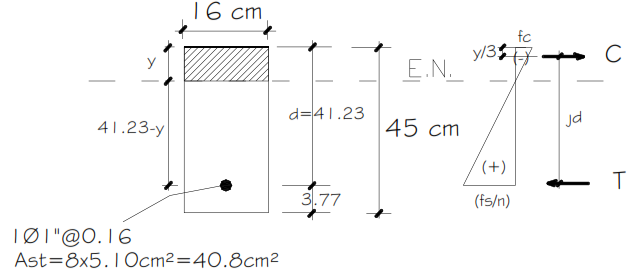 16 cm
y
41.23-y
d=41.23
3.77
45 cm
E.N.
fc
y/3
(-)
C
jd
(+)
(fs/n)
T
1Ø1"@0.16
Ast=8x5.10cm²=40.8cm²